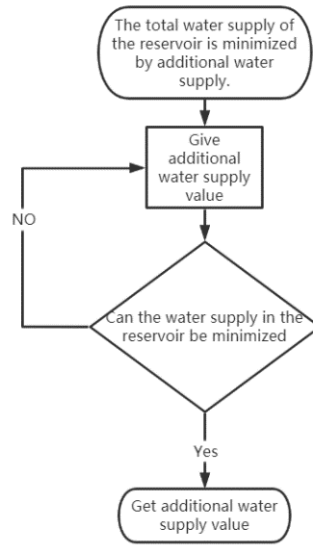 The total water supply of
the reservoir is minimized
by additional water
supply.
Give
additional
water supply
value
NO
Can the water supply in the
reservoir be minimized
Yes
Get additional water
supply value